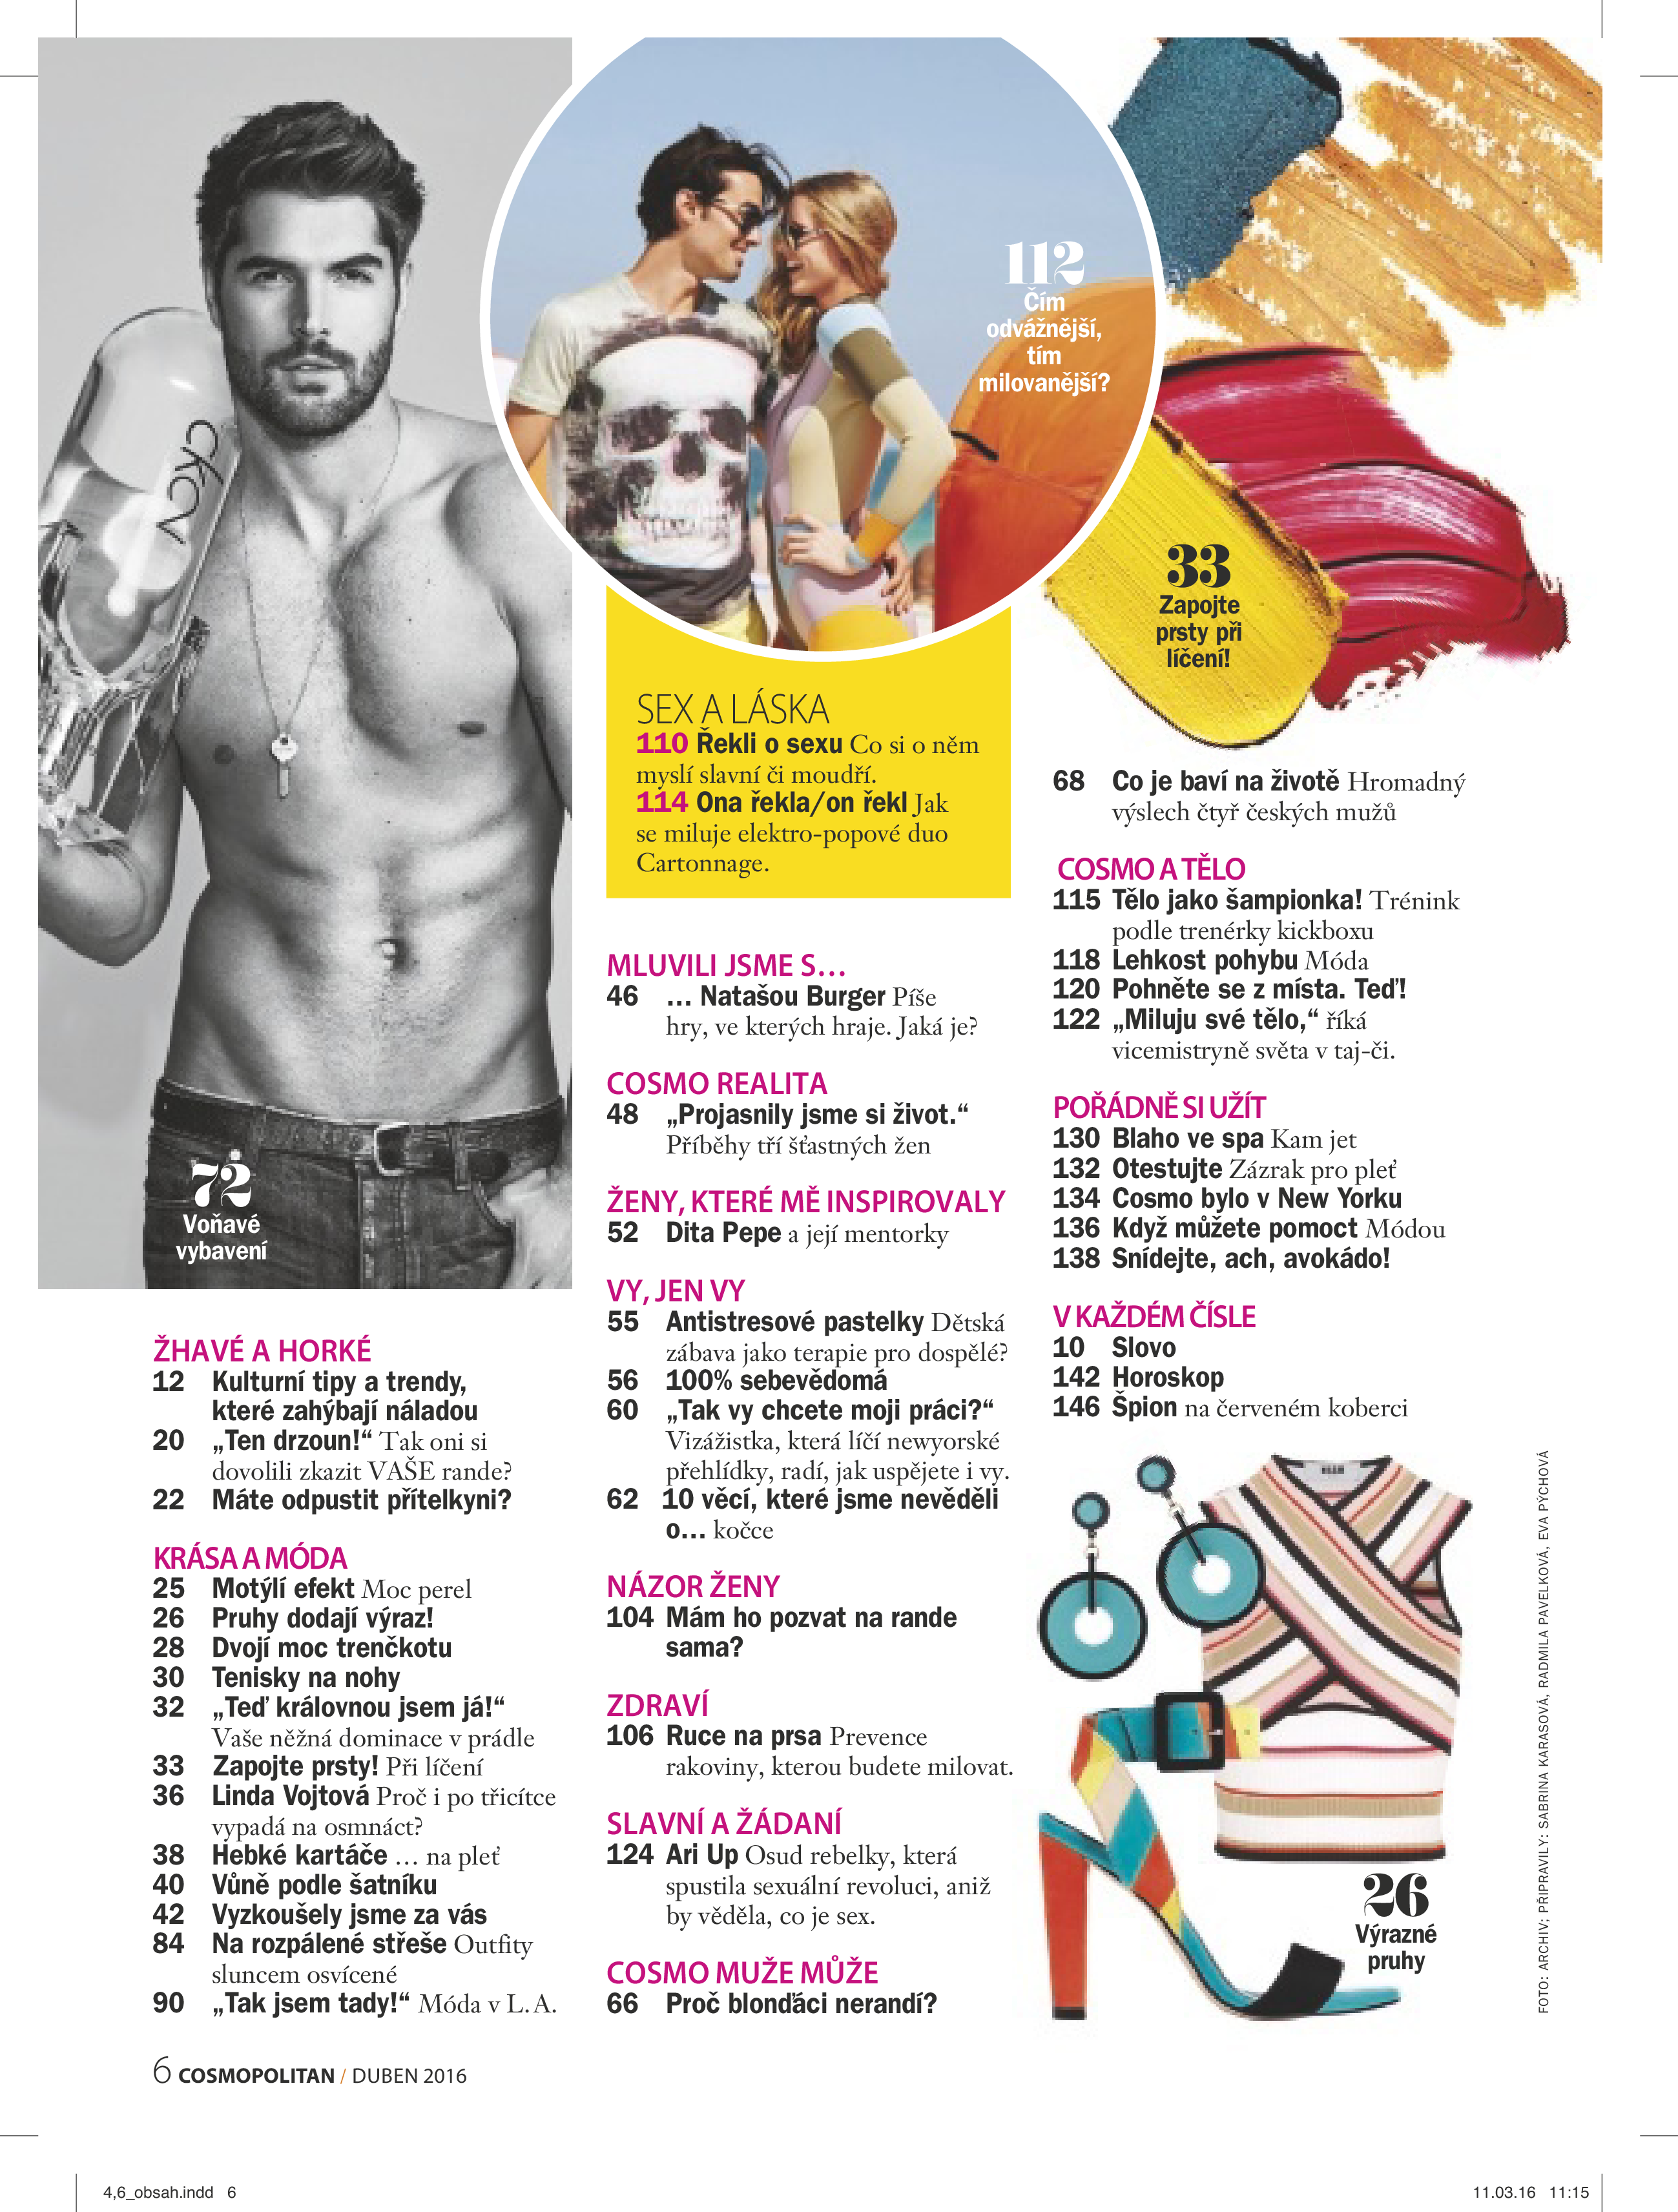 ckcv
112
Čím
odvážnější,
tím
milovanější?
33
Zapojte
prsty při
líčení!
72
Voňavé
vybavení
SEX A LÁSKA
110 Řekli o sexu Co si o něm
myslí slavní či moudří.
114 Ona řekla/on řekl Jak
se miluje elektro-popové duo
Cartonnage.
ŽHAVÉ A HORKÉ
12 Kulturní tipy a trendy,
které zahýbají náladou
20 „Ten drzoun!“ Tak oni si
dovolili zkazit VAŠE rande?
22 Máte odpustit přítelkyni?
KRÁSA A MÓDA
25 Motýlí efekt Moc perel
26 Pruhy dodají výraz!
28 Dvojí moc trenčkotu
30 Tenisky na nohy
32 „Teď královnou jsem já!“
Vaše něžná dominace v prádle
33 Zapojte prsty! Při líčení
36 Linda Vojtová Proč i po třicítce
vypadá na osmnáct?
38 Hebké kartáče … na pleť
40 Vůně podle šatníku
42 Vyzkoušely jsme za vás
84 Na rozpálené střeše Outfity
sluncem osvícené
90 „Tak jsem tady!“ Móda v L.A.
MLUVILI JSME S…
46 … Natašou Burger Píše
hry, ve kterých hraje. Jaká je?
COSMO REALITA
48 „Projasnily jsme si život.“
Příběhy tří šťastných žen
ŽENY, KTERÉ MĚ INSPIROVALY
52 Dita Pepe a její mentorky
VY, JEN VY
55 Antistresové pastelky Dětská
zábava jako terapie pro dospělé?
56 100% sebevědomá
60 „Tak vy chcete moji práci?“
Vizážistka, která líčí newyorské
přehlídky, radí, jak uspějete i vy.
62 10 věcí, které jsme nevěděli
o… kočce
NÁZOR ŽENY
104 Mám ho pozvat na rande
sama?
ZDRAVÍ
106 Ruce na prsa Prevence
rakoviny, kterou budete milovat.
SLAVNÍ A ŽÁDANÍ
124 Ari Up Osud rebelky, která
spustila sexuální revoluci, aniž
by věděla, co je sex.
COSMO MUŽE MŮŽE
66 Proč blonďáci nerandí?
68 Co je baví na životě Hromadný
výslech čtyř českých mužů
COSMO A TĚLO
115 Tělo jako šampionka! Trénink
podle trenérky kickboxu
118 Lehkost pohybu Móda
120 Pohněte se z místa. Teď!
122 „Miluju své tělo,“ říká
vicemistryně světa v taj-či.
POŘÁDNĚ SI UŽÍT
130 Blaho ve spa Kam jet
132 Otestujte Zázrak pro pleť
134 Cosmo bylo v New Yorku
136 Když můžete pomoct Módou
138 Snídejte, ach, avokádo!
V KAŽDÉM ČÍSLE
10 Slovo
142 Horoskop
146 Špion na červeném koberci
26
Výrazné
pruhy
FOTO: ARCHIV; PŘIPRAVILY: SABRINA KARASOVÁ, RADMILA PAVELKOVÁ, EVA PÝCHOVÁ
6 COSMOPOLITAN / DUBEN 2016
4,6_obsah.indd 6
11.03.16 11:15